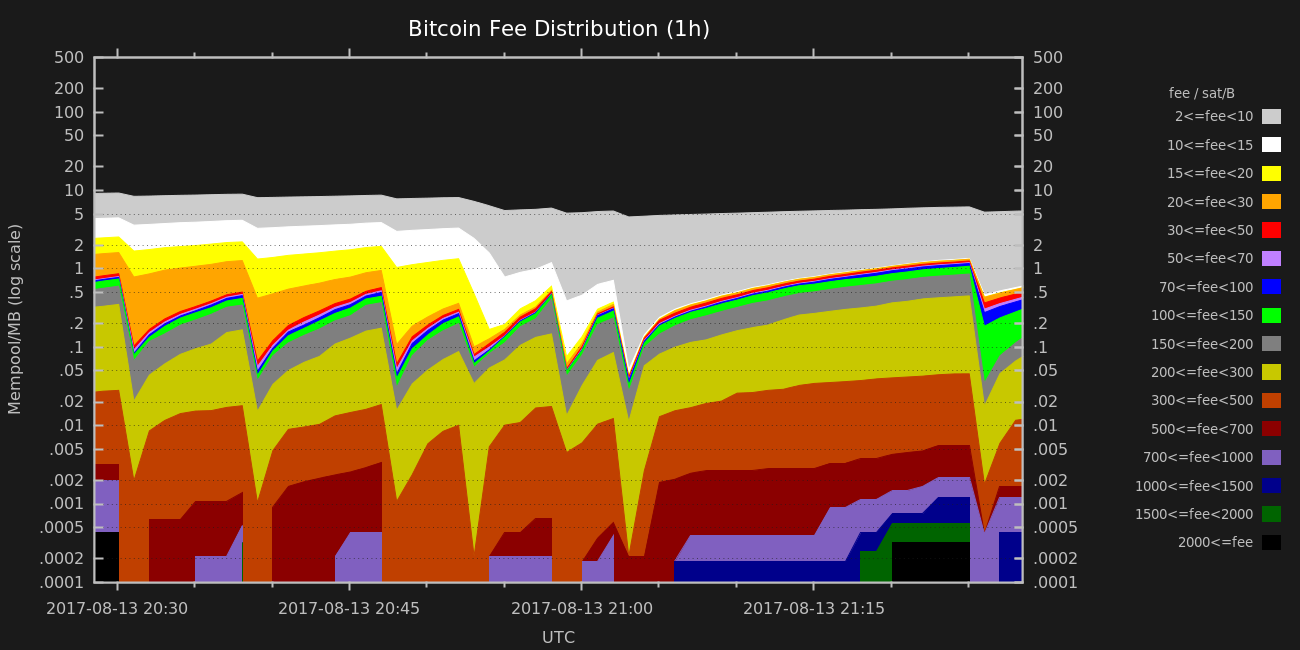 Bitcoin Fee Distribution (1h)
Mempool/MB (log scale)
500
200
100
50
20
10
5
2
1
.5
.2
.1
.05
.02
.01
.005
.002
.001
.0005
.0002
.0001
500
200
100
50
20
10
5
2
1
.5
.2
.1
.05
.02
.01
.005
.002
.001
.0005
.0002
.0001
2017-08-13 20:30
2017-08-13 20:45
2017-08-13 21:00
2017-08-13 21:15
UTC
fee / sat/B
2<=fee<10
10<=fee<15
15<=fee<20
20<=fee<30
30<=fee<50
50<=fee<70
70<=fee<100
100<=fee<150
150<=fee<200
200<=fee<300
300<=fee<500
500<=fee<700
700<=fee<1000
1000<=fee<1500
1500<=fee<2000
2000<=fee